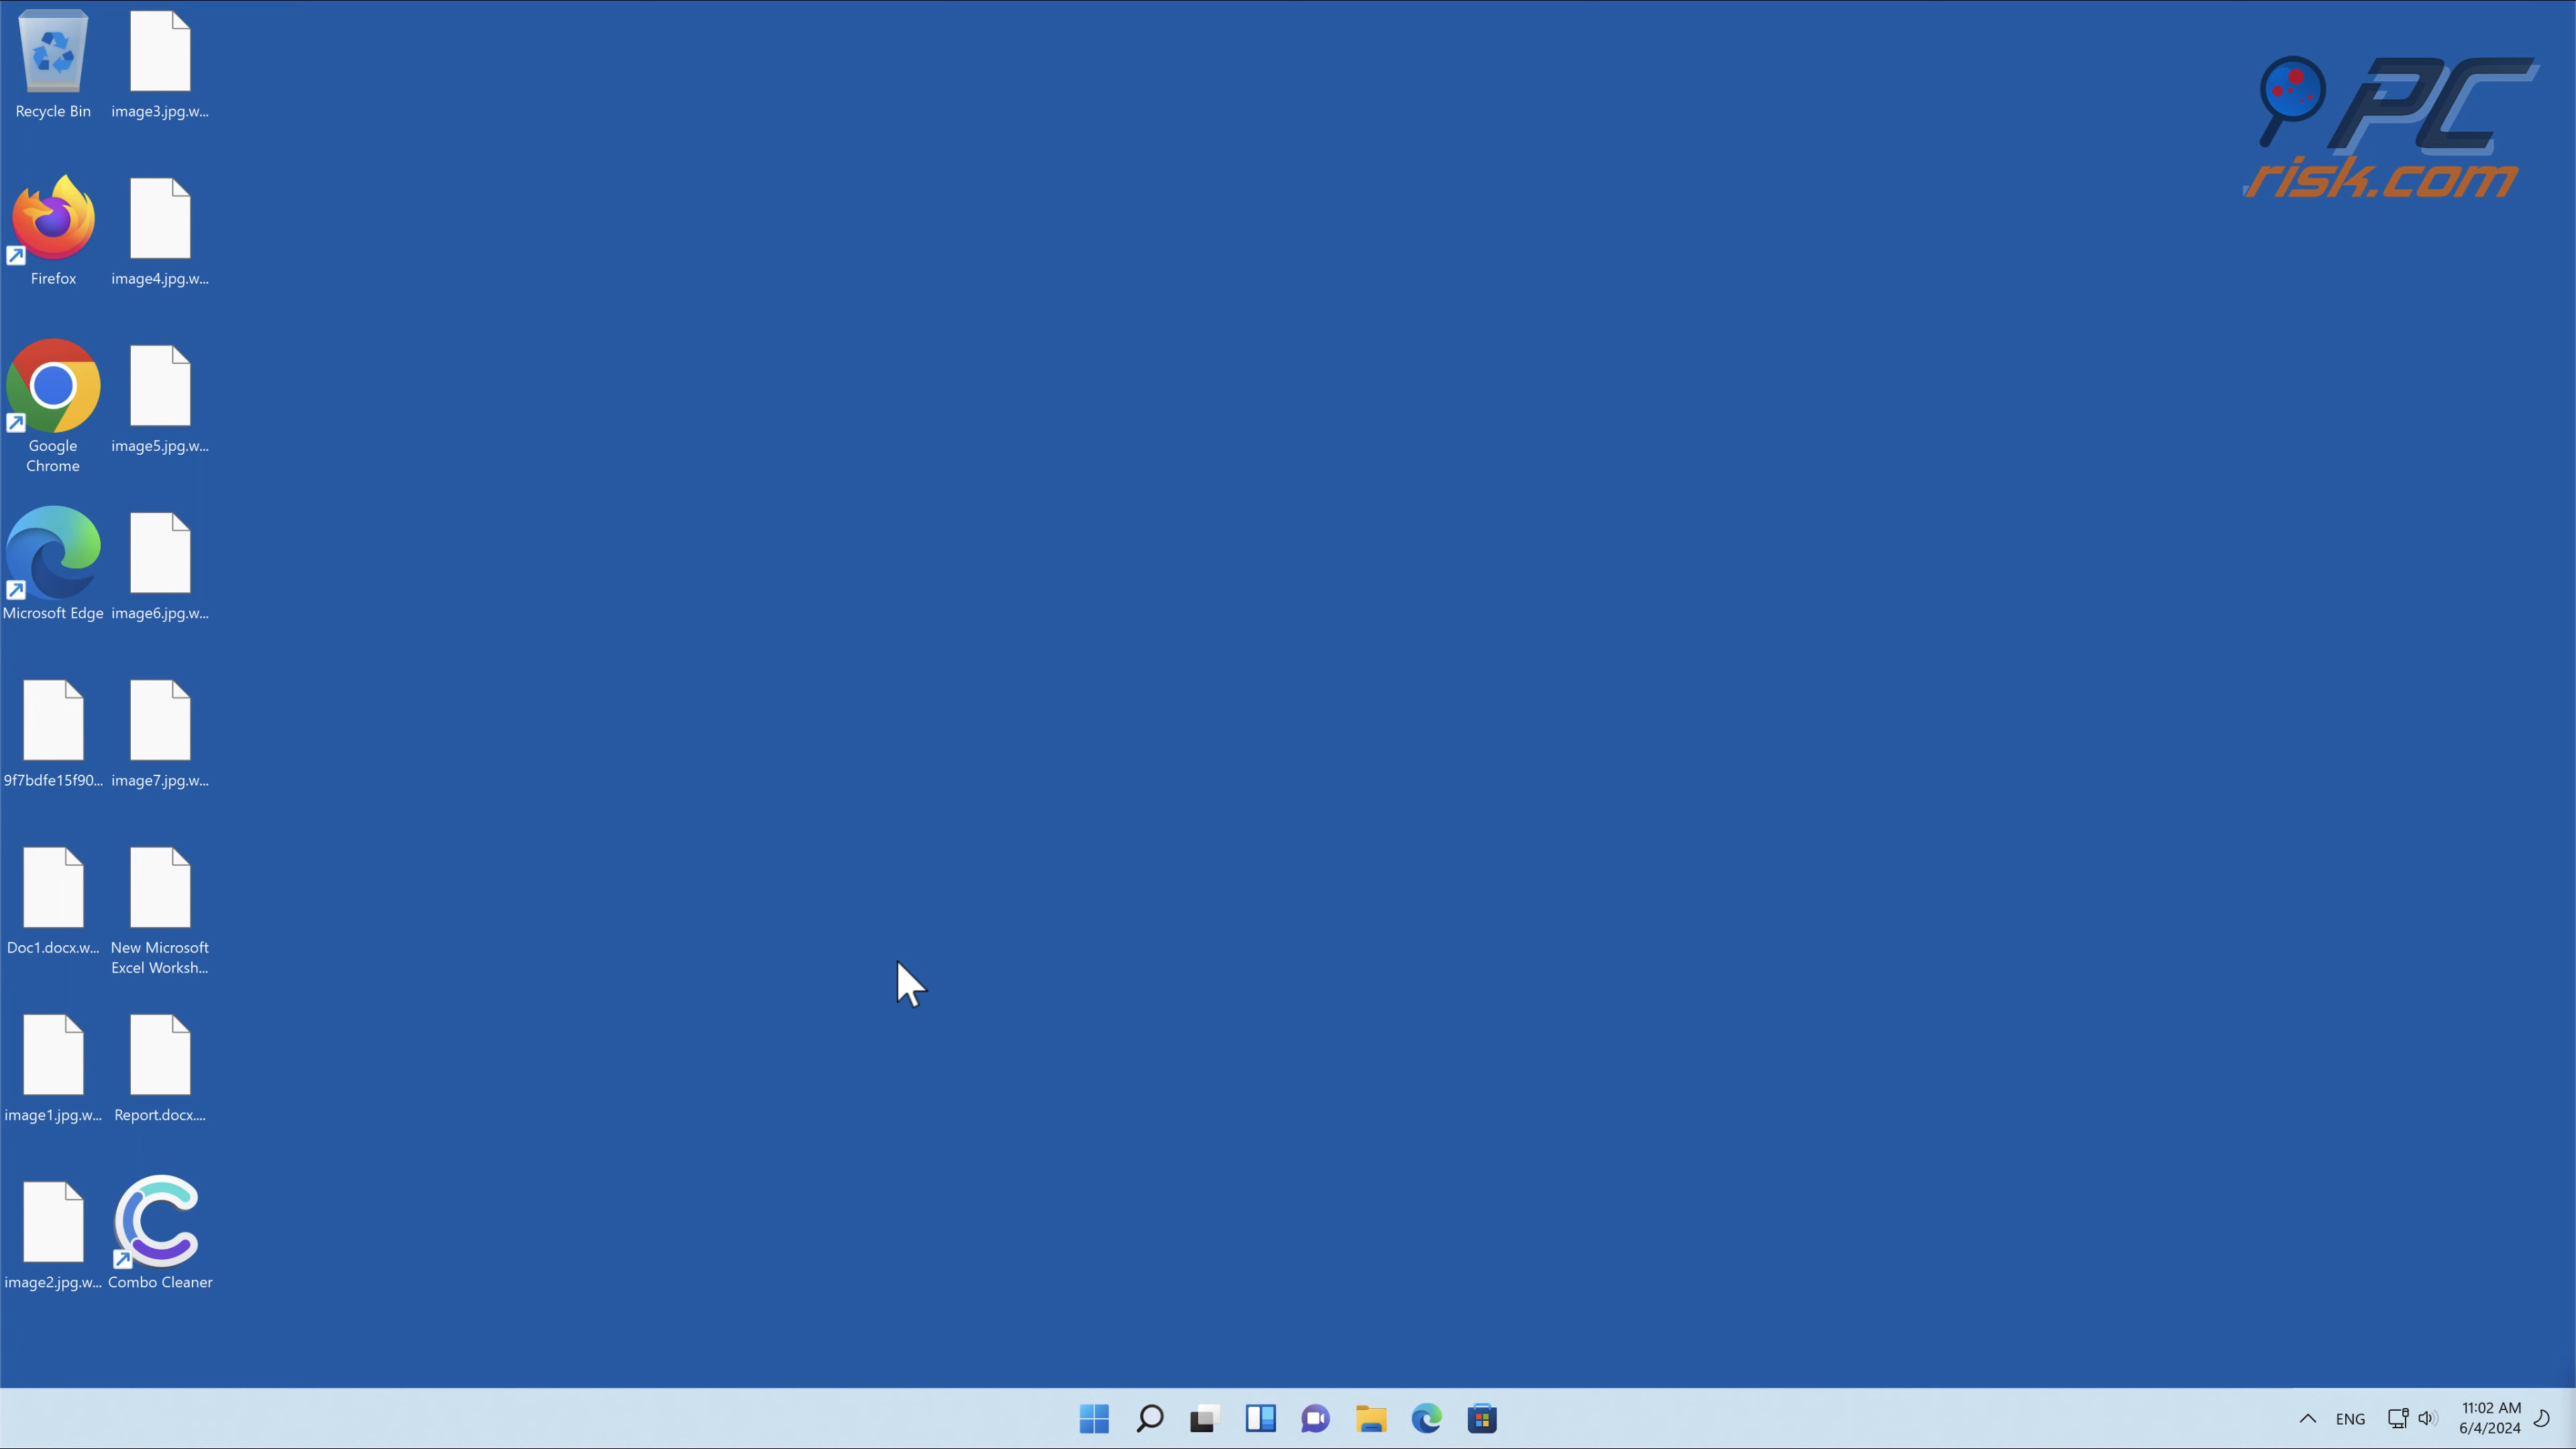 Recycle Bin
image3.jpg.w...
Firefox
image4.jpg.w...
Google
Chrome
image5.jpg.w...
Microsoft Edge
image6.jpg.w...
9f7bdfe15f90...
image7.jpg.w...
Doc1.docx.w...
New Microsoft
Excel Worksh...
image1.jpg.w...
Report.docx....
image2.jpg.w...
Combo Cleaner
PC
risk.com
ENG
11:02 AM
6/4/2024